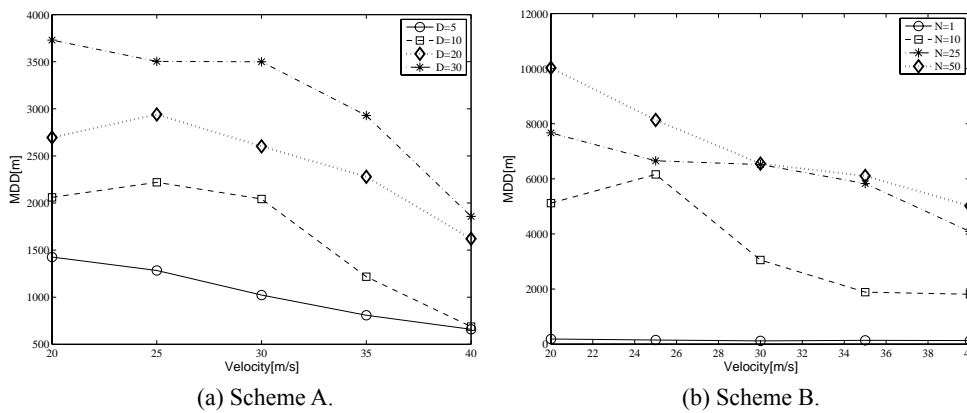 4000
3500
3000
2500
2000
1500
1000
500
MDD[m]
20
25
30
35
40
Velocity[m/s]
D=5
D=10
D=20
D=30
(a) Scheme A.
12000
10000
8000
6000
4000
2000
0
MDD[m]
20
22
24
26
28
30
32
34
36
38
40
Velocity[m/s]
N=1
N=10
N=25
N=50
(b) Scheme B.